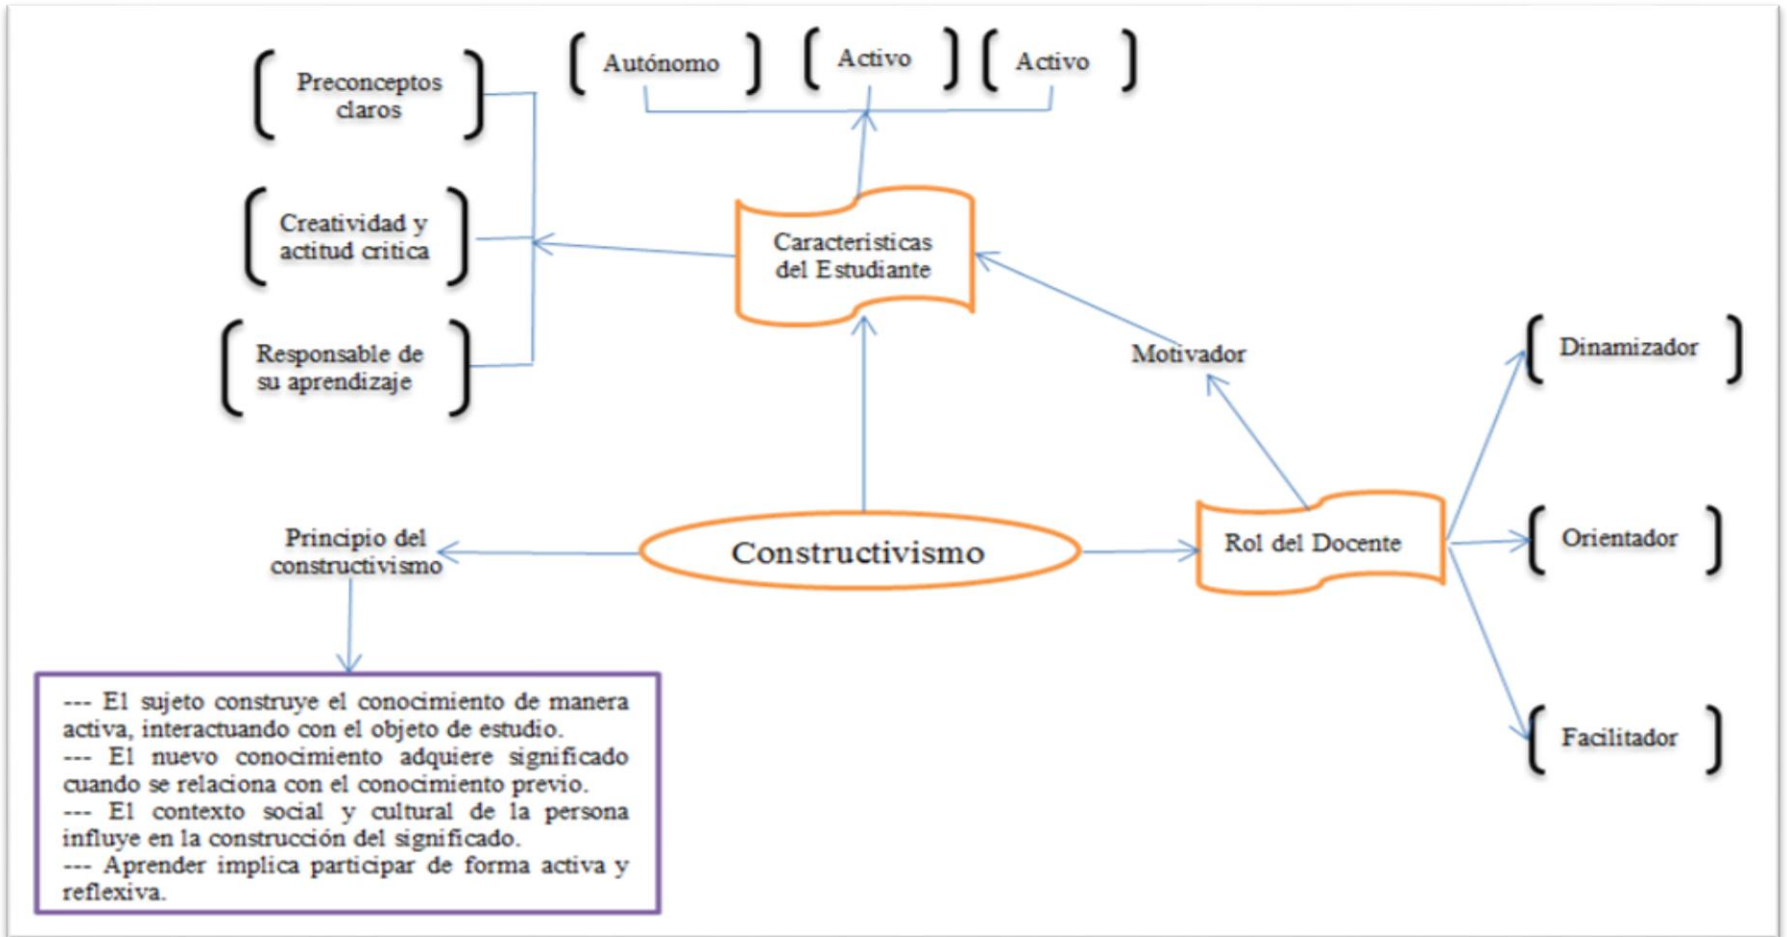 Autónomo
Activo
Activo
Preconceptos
claros
Creatividad y
actitud critica
Responsable de
su aprendizaje
Caracteristicas
del Estudiante
Motivador
Dinamizador
Orientador
Facilitador
Rol del Docente
Constructivismo
Principio del
constructivismo
--- El sujeto construye el conocimiento de manera
activa, interactuando con el objeto de estudio.
--- El nuevo conocimiento adquiere significado
cuando se relaciona con el conocimiento previo.
--- El contexto social y cultural de la persona
influye en la construcción del significado.
--- Aprender implica participar de forma activa y
reflexiva.